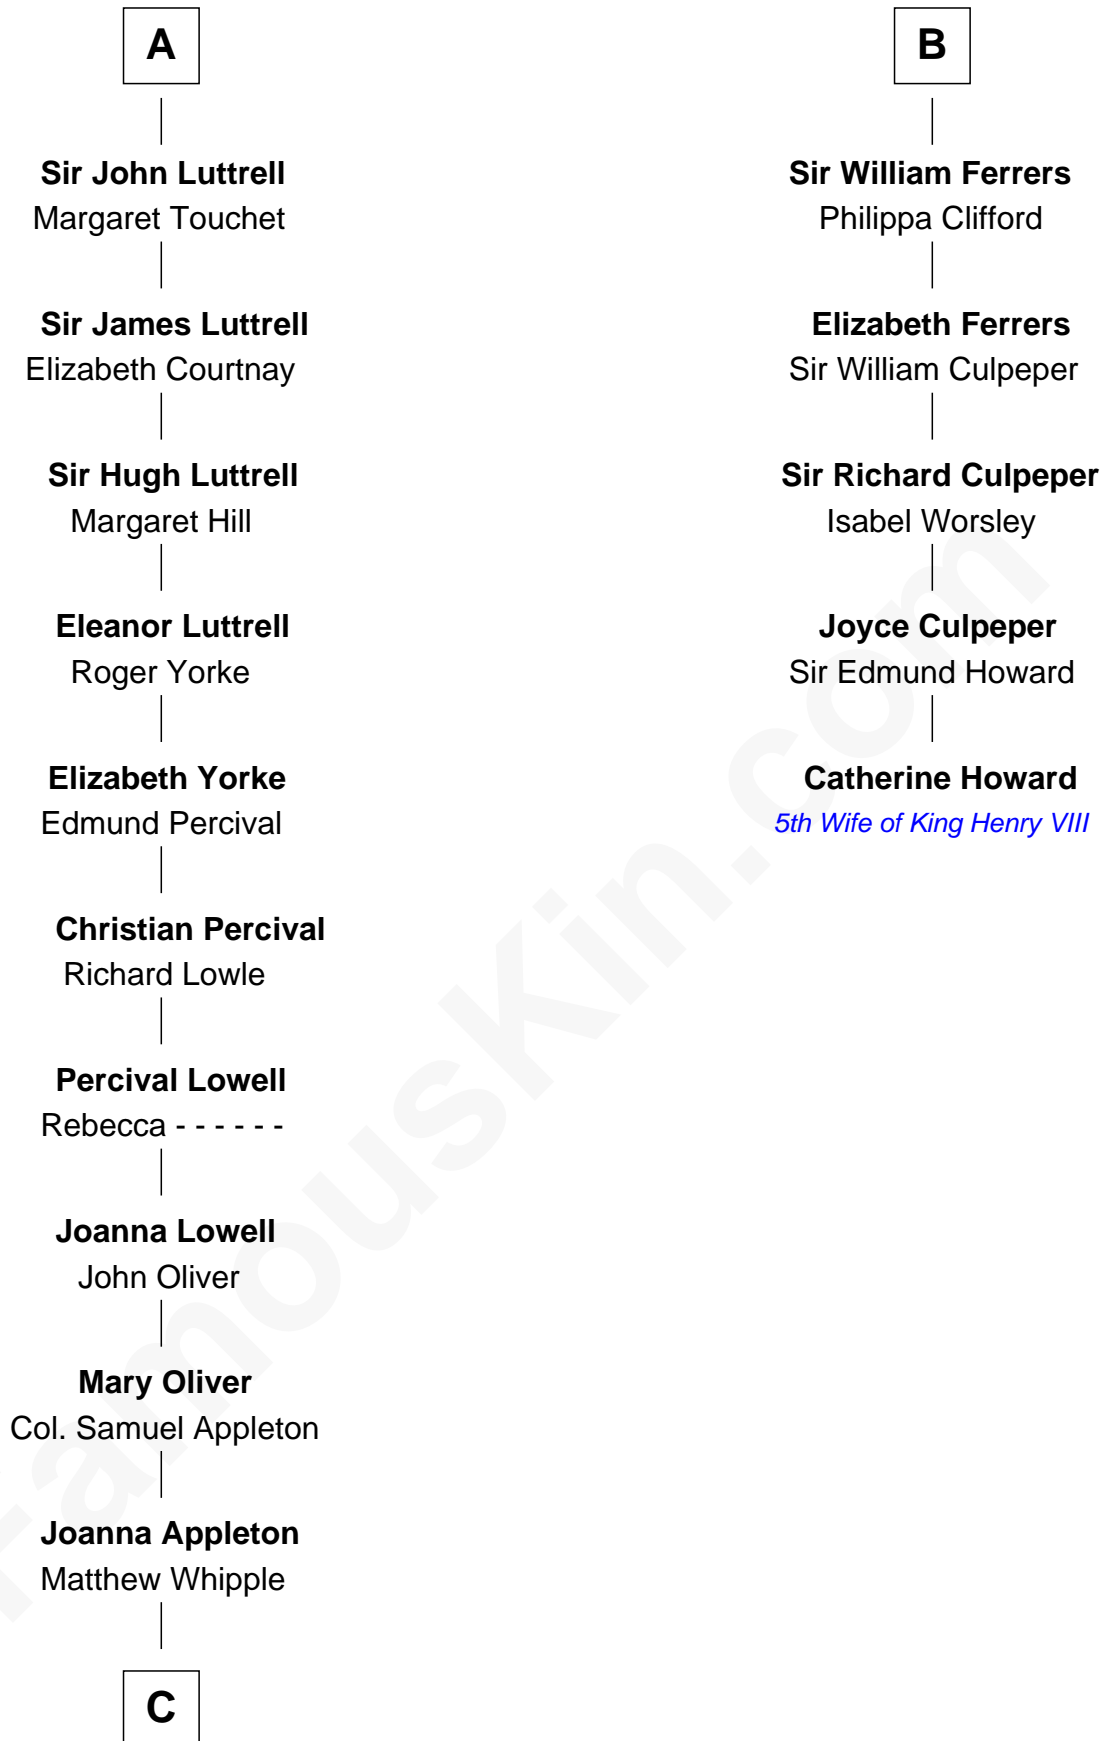 A
Sir John Luttrell
Margaret Touchet
Sir James Luttrell
Elizabeth Courtnay
Sir Hugh Luttrell
Margaret Hill
Eleanor Luttrell
Roger Yorke
Elizabeth Yorke
Edmund Percival
Christian Percival
Richard Lowle
Percival Lowell
Rebecca - - - - - -
Joanna Lowell
John Oliver
Mary Oliver
Col. Samuel Appleton
Joanna Appleton
Matthew Whipple
C
B
Sir William Ferrers
Philippa Clifford
Elizabeth Ferrers
Sir William Culpeper
Sir Richard Culpeper
Isabel Worsley
Joyce Culpeper
Sir Edmund Howard
Catherine Howard
5th Wife of King Henry VIII
FamousKin.com